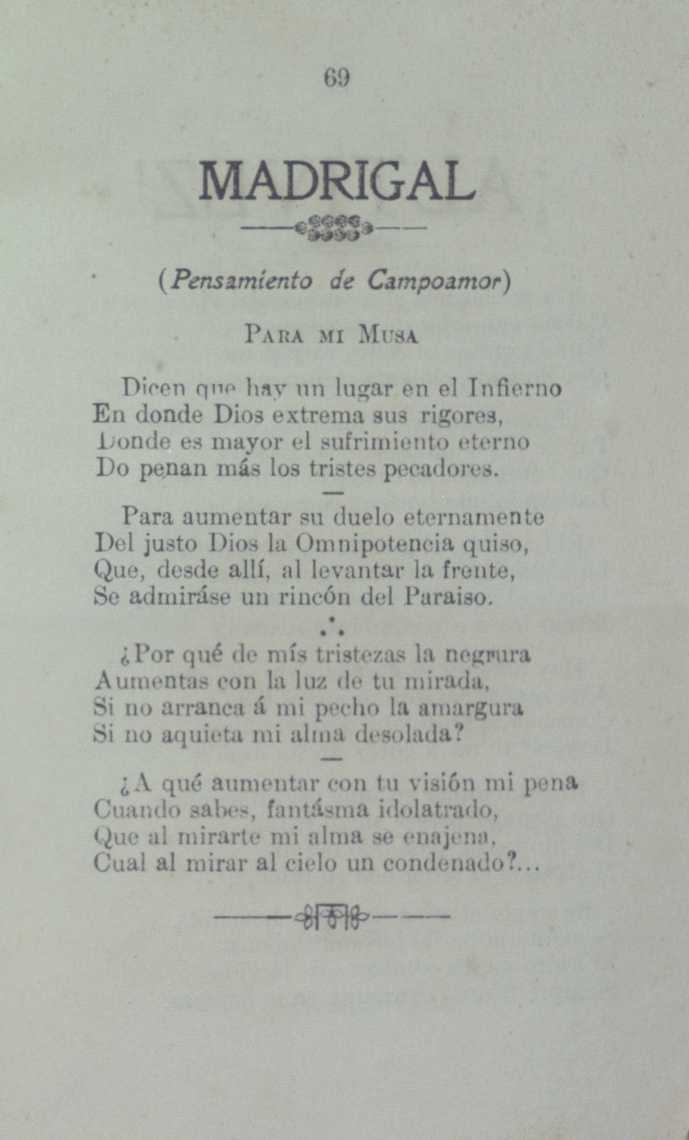 69
MADRIGAL
(Pensamiento de Campoamor)
PARA MI MUSA
Dicen que hay un lugar en el Infierno
En donde Dios extrema sus rigores,
Donde es mayor el sufrimiento eterno
Do penan más los tristes pecadores.
Para aumentar su duelo eternamente
Del justo Dios la Omnipotencia quiso,
Que, desde allí, al levantar la frente,
Se admiráse un rincón del Paraiso.
¿Por qué de mís tristezas la negrura
Aumentas con la luz de tu mirada,
Si no arranca á mi pecho la amargura
Si no aquieta mi alma desolada?
¿A qué aumentar con tu visión mi pena
Cuando sabes, fantásma idolatrado,
Que al mirarte mi alma se enajena,
Cual al mirar al cielo un condenado?...